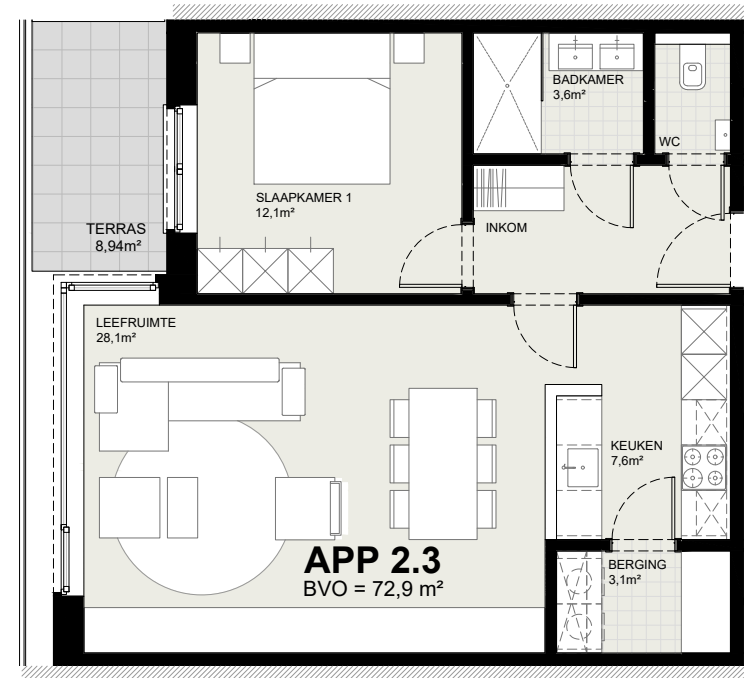 BADKAMER
3,6m²
WC
SLAAPKAMER 1
12,1m²
TERRAS
8,94m²
INKOM
LEEFRUIMTE
28,1m²
KEUKEN
7,6m²
APP 2.3
BVO = 72,9 m²
BERGING
3,1m²